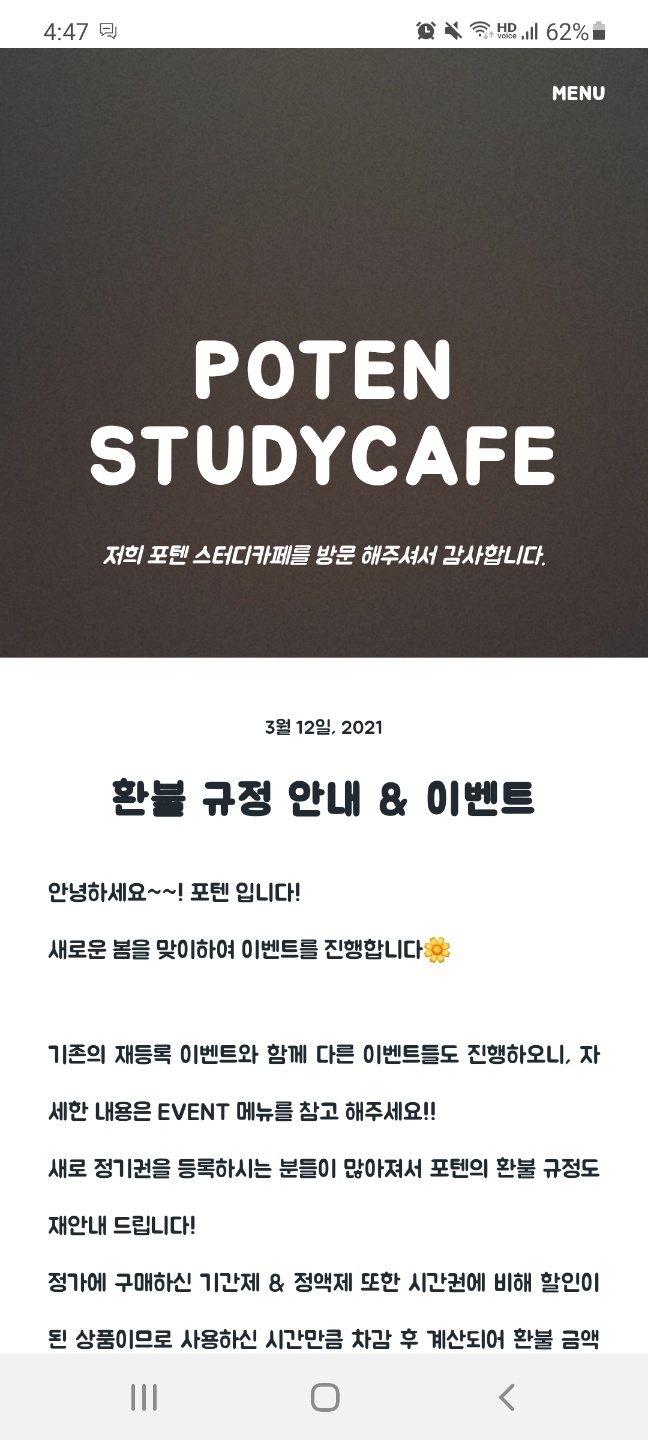 4:47
HD voice 62%
MENU
POTEN
STUDYCAFE
저희 포텐 스터디카페를 방문 해주셔서 감사합니다.
3월 12일, 2021
환불 규정 안내 & 이벤트
안녕하세요~~! 포텐 입니다!
새로운 봄을 맞이하여 이벤트를 진행합니다🌼
기존의 재등록 이벤트와 함께 다른 이벤트들도 진행하오니, 자
세한 내용은 EVENT 메뉴를 참고 해주세요!!
새로 정기권을 등록하시는 분들이 많아져서 포텐의 환불 규정도
재안내 드립니다!
정가에 구매하신 기간제 & 정액제 또한 시간권에 비해 할인이
된 상품이므로 사용하신 시간만큼 차감 후 계산되어 환불 금액